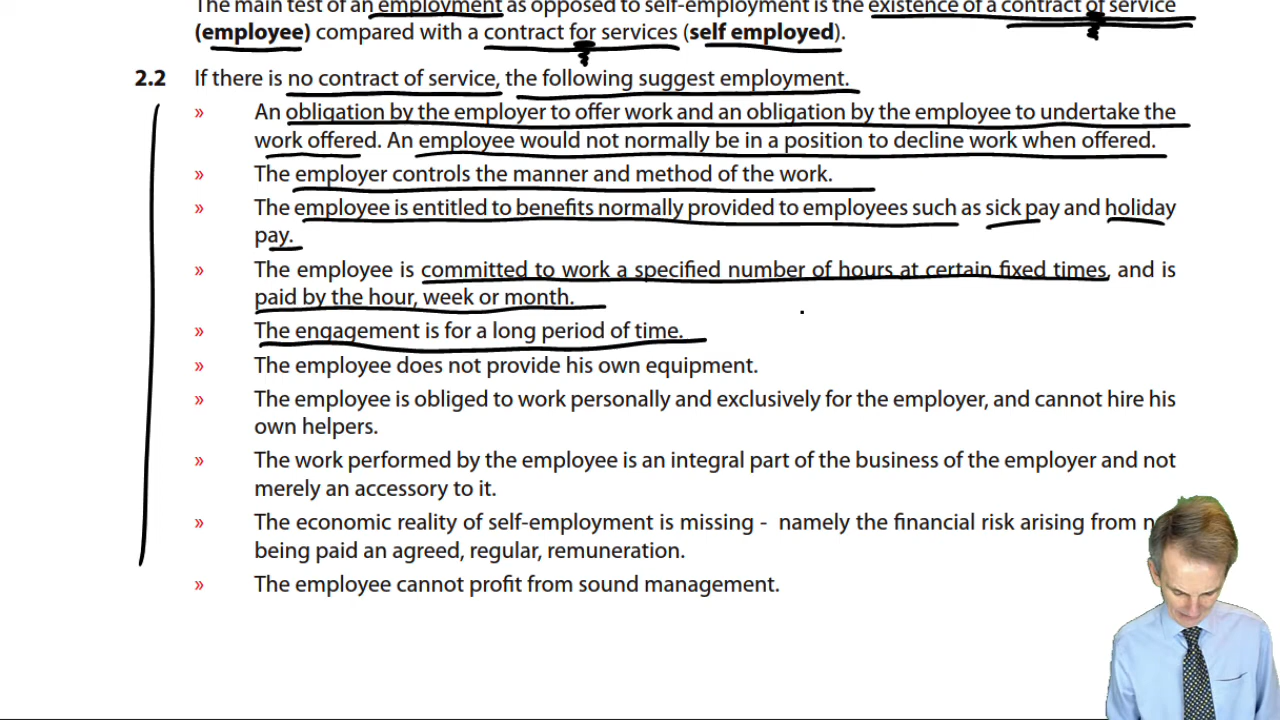 The main test of an employment as opposed to self-employment is the existence of a contract of service
(employee) compared with a contract for services (self employed).
2.2 If there is no contract of service, the following suggest employment.
» An obligation by the employer to offer work and an obligation by the employee to undertake the
work offered. An employee would not normally be in a position to decline work when offered.
» The employer controls the manner and method of the work.
» The employee is entitled to benefits normally provided to employees such as sick pay and holiday
pay.
» The employee is committed to work a specified number of hours at certain fixed times, and is
paid by the hour, week or month.
» The engagement is for a long period of time.
» The employee does not provide his own equipment.
» The employee is obliged to work personally and exclusively for the employer, and cannot hire his
own helpers.
» The work performed by the employee is an integral part of the business of the employer and not
merely an accessory to it.
» The economic reality of self-employment is missing - namely the financial risk arising from
being paid an agreed, regular, remuneration.
» The employee cannot profit from sound management.